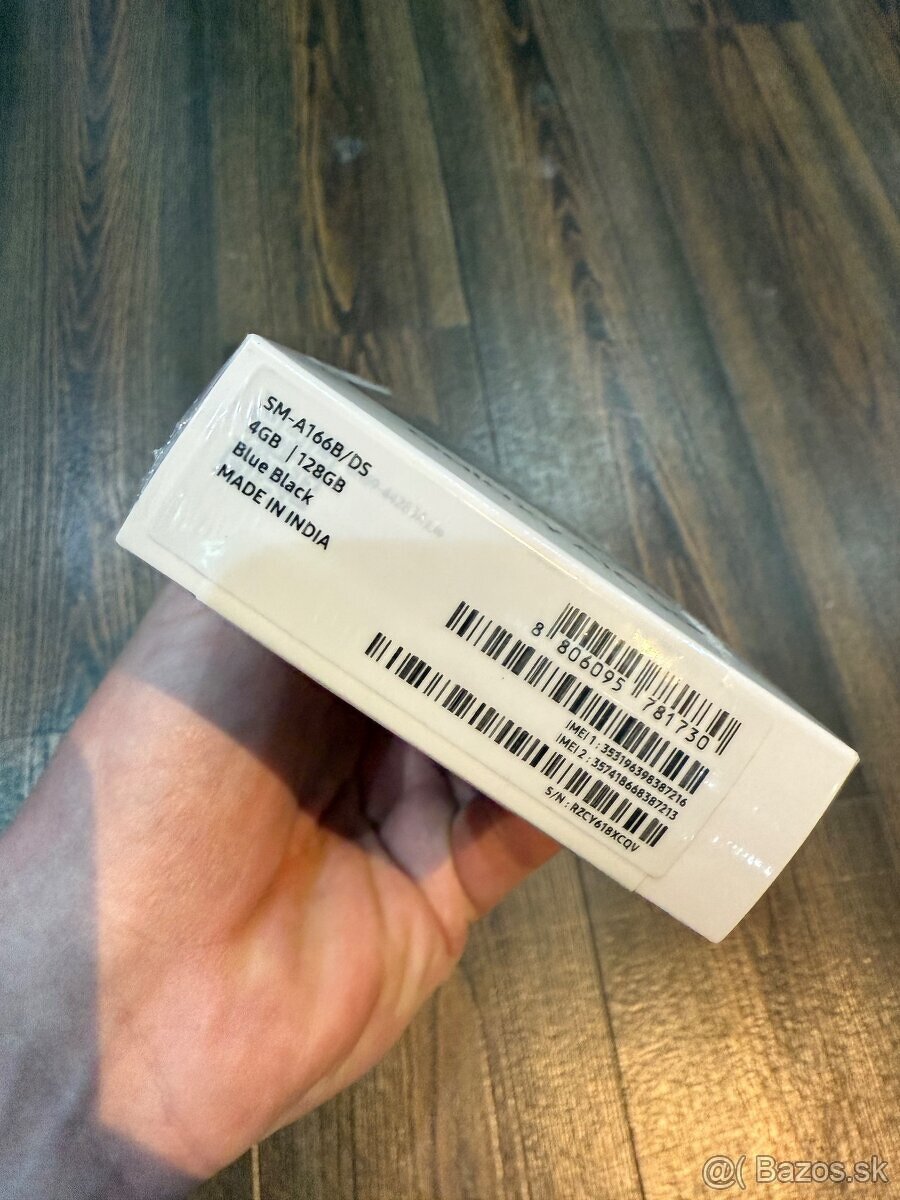 SM-A166B/DS
4GB | 128GB
Blue Black
MADE IN INDIA
8 806095 781730
IMEI 1 : 353196398387216
IMEI 2 : 357418668387213
S/N : RZCY61BXCQV
@( Bazos.sk